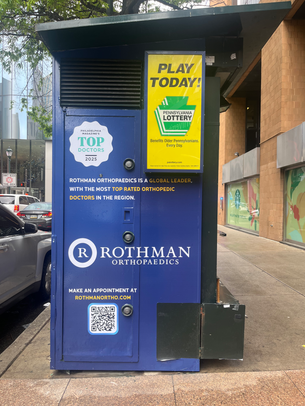 PLAY
TODAY!
PENNSYLVANIA
LOTTERY
Benefits Older Pennsylvanians.
Every Day.
PHILADELPHIA
MAGAZINE'S
TOP
DOCTORS
2025
ROTHMAN ORTHOPAEDICS IS A GLOBAL LEADER,
WITH THE MOST TOP RATED ORTHOPEDIC
DOCTORS IN THE REGION.
R ROTHMAN
ORTHOPAEDICS
MAKE AN APPOINTMENT AT
ROTHMANORTHO.COM